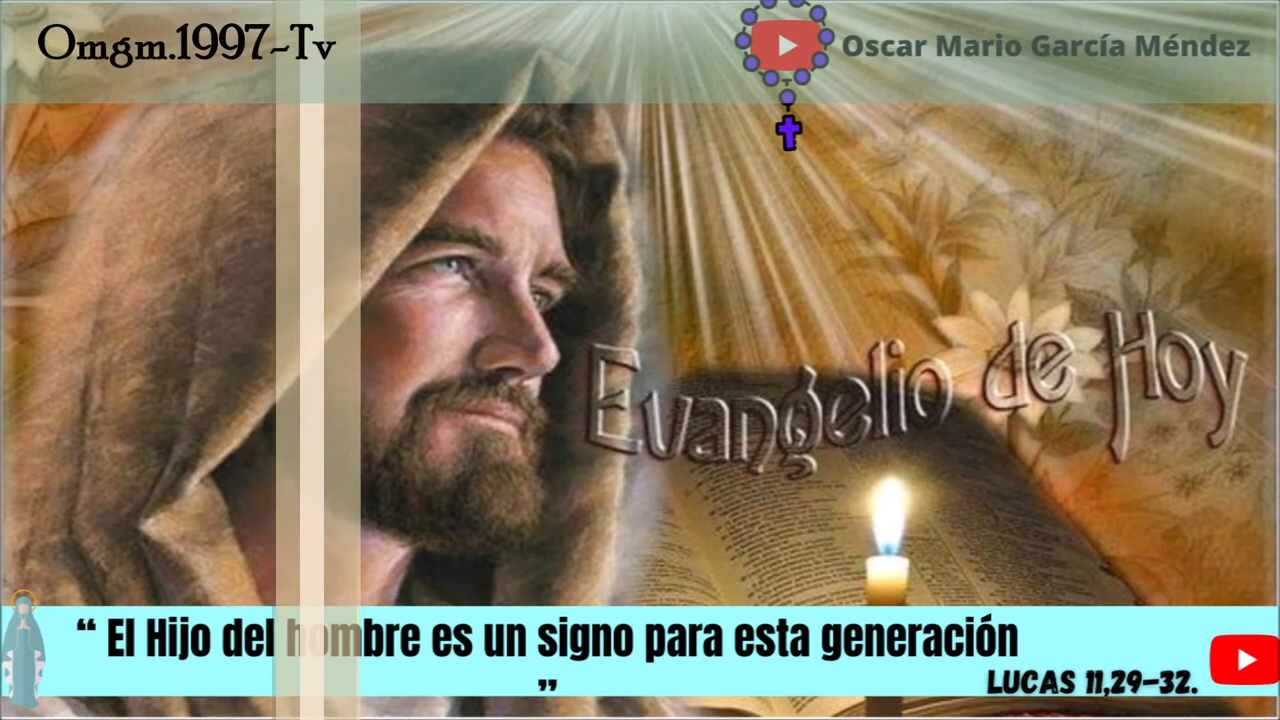 Omgm.1997-Tv
Oscar Mario García Méndez
Evangelio de Hoy
“ El Hijo del hombre es un signo para esta generación
”
LUCAS 11,29-32.